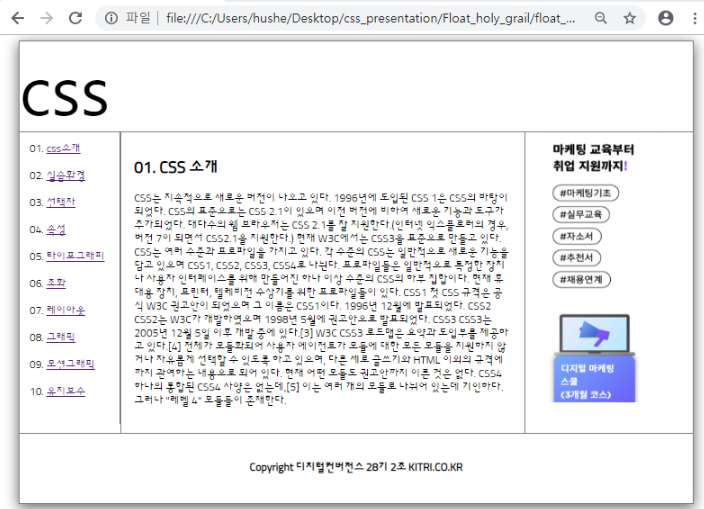 파일 | file:///C:/Users/hushe/Desktop/css_presentation/Float_holy_grail/float_...
CSS
01. css소개
02. 실습환경
03. 선택자
04. 속성
05. 타이포그래피
06. 조화
07. 레이아웃
08. 그래픽
09. 모션그래픽
10. 유지보수
01. CSS 소개
CSS는 지속적으로 새로운 버전이 나오고 있다. 1996년에 도입된 CSS 1은 CSS의 바탕이
되었다. CSS의 표준으로는 CSS 2.1이 있으며 이전 버전에 비하여 새로운 기능과 도구가
추가되었다. 대다수의 웹 브라우저는 CSS 2.1를 잘 지원한다.(인터넷 익스플로러의 경우,
버전 7이 되면서 CSS2.1을 지원한다.) 현재 W3C에서는 CSS3을 표준으로 만들고 있다.
CSS는 여러 수준과 프로파일을 가지고 있다. 각 수준의 CSS는 일반적으로 새로운 기능을
담고 있으며 CSS1, CSS2, CSS3, CSS4로 나뉜다. 프로파일들은 일반적으로 특정한 장치
나 사용자 인터페이스를 위해 만들어진 하나 이상 수준의 CSS의 하부 집합이다. 현재 휴
대용 장치, 프린터, 텔레비전 수상기를 위한 프로파일들이 있다. CSS1 첫 CSS 규격은 공
식 W3C 권고안이 되었으며 그 이름은 CSS1이다. 1996년 12월에 발표되었다. CSS2
CSS2는 W3C가 개발하였으며 1998년 5월에 권고안으로 발표되었다. CSS3 CSS3는
2005년 12월 5일 이후 개발 중에 있다.[3] W3C CSS3 로드맵은 요약과 도입부를 제공하
고 있다.[4] 전체가 모듈화되어 사용자 에이전트가 모듈에 대한 모든 모듈을 지원하지 않
거나 자유롭게 선택할 수 있도록 하고 있으며, 다른 세로 글쓰기와 HTML 이외의 규격에
까지 관여하는 내용으로 되어 있다. 현재 어떤 모듈도 권고안까지 이른 것은 없다. CSS4
하나의 통합된 CSS4 사양은 없는데,[5] 이는 여러 개의 모듈로 나뉘어 있는데 기인하다.
그러나 "레벨 4" 모듈들이 존재한다.
마케팅 교육부터
취업 지원까지!
#마케팅기초
#실무교육
#자소서
#추천서
#채용연계
디지털 마케팅
스쿨
(3개월 코스)
Copyright 디지털컨버전스 28기 2조 KITRI.CO.KR